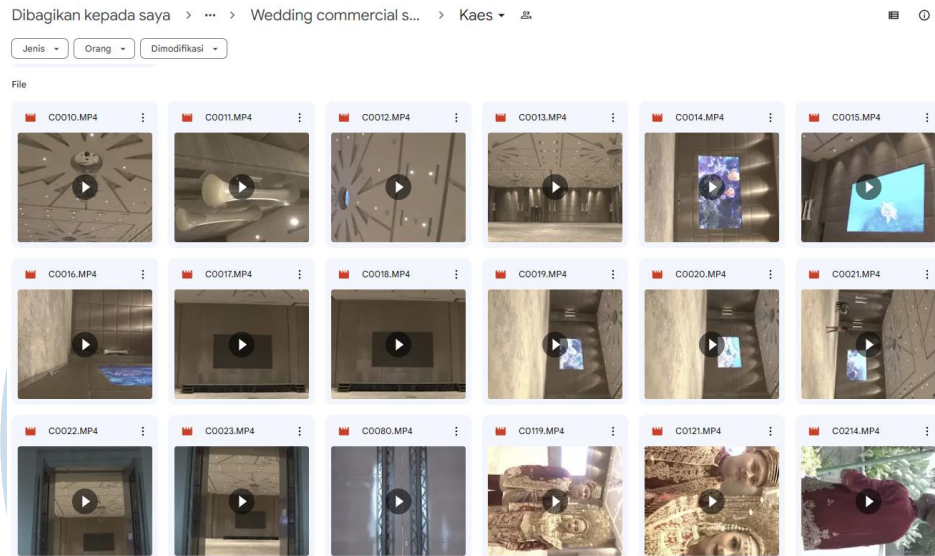 Dibagikan kepada saya > ... > Wedding commercial s... > Kaes
Jenis Orang Dimodifikasi
File
C0010.MP4 C0011.MP4 C0012.MP4 C0013.MP4 C0014.MP4 C0015.MP4
C0016.MP4 C0017.MP4 C0018.MP4 C0019.MP4 C0020.MP4 C0021.MP4
C0022.MP4 C0023.MP4 C0080.MP4 C0119.MP4 C0121.MP4 C0214.MP4